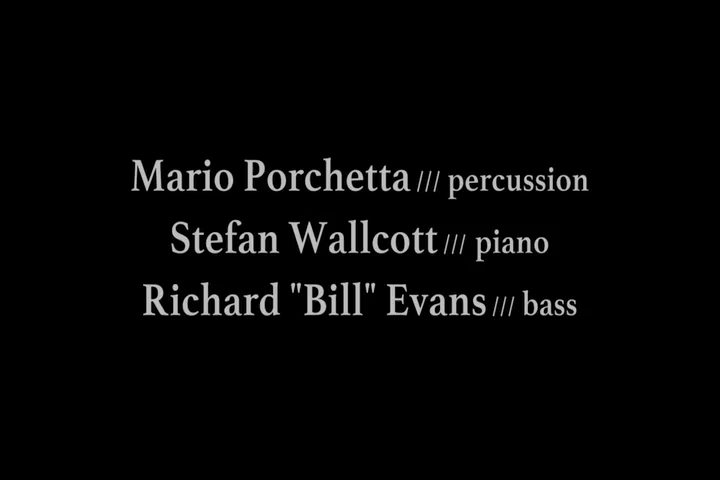 Mario Porchetta /// percussion
Stefan Wallcott /// piano
Richard "Bill" Evans /// bass